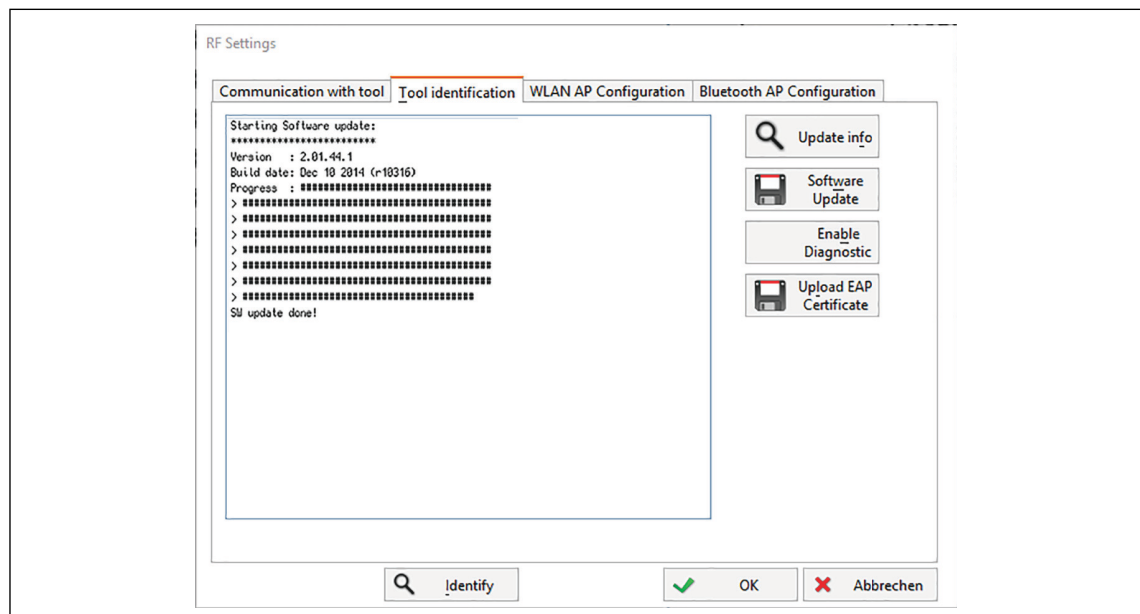 RF Settings
Communication with tool Tool identification WLAN AP Configuration Bluetooth AP Configuration
Starting Software update:
*************************
Version : 2.01.44.1
Build date: Dec 10 2014 (r10316)
Progress : #################################
> ###########################################
> ###########################################
> ###########################################
> ###########################################
> ###########################################
> ###########################################
> ########################################
SW update done!
Update info
Software
Update
Enable
Diagnostic
Upload EAP
Certificate
Identify OK Abbrechen